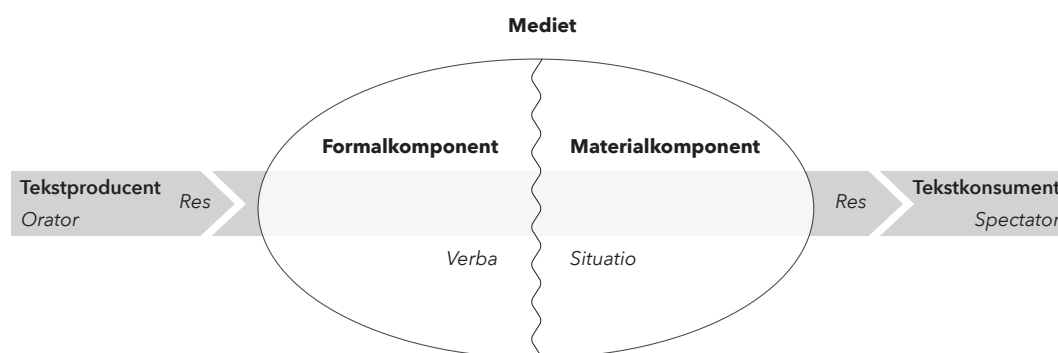 Mediet
Formalkomponent Materialkomponent
Tekstproducent Res Res Tekstkonsument
Orator Spectator
Verba Situatio